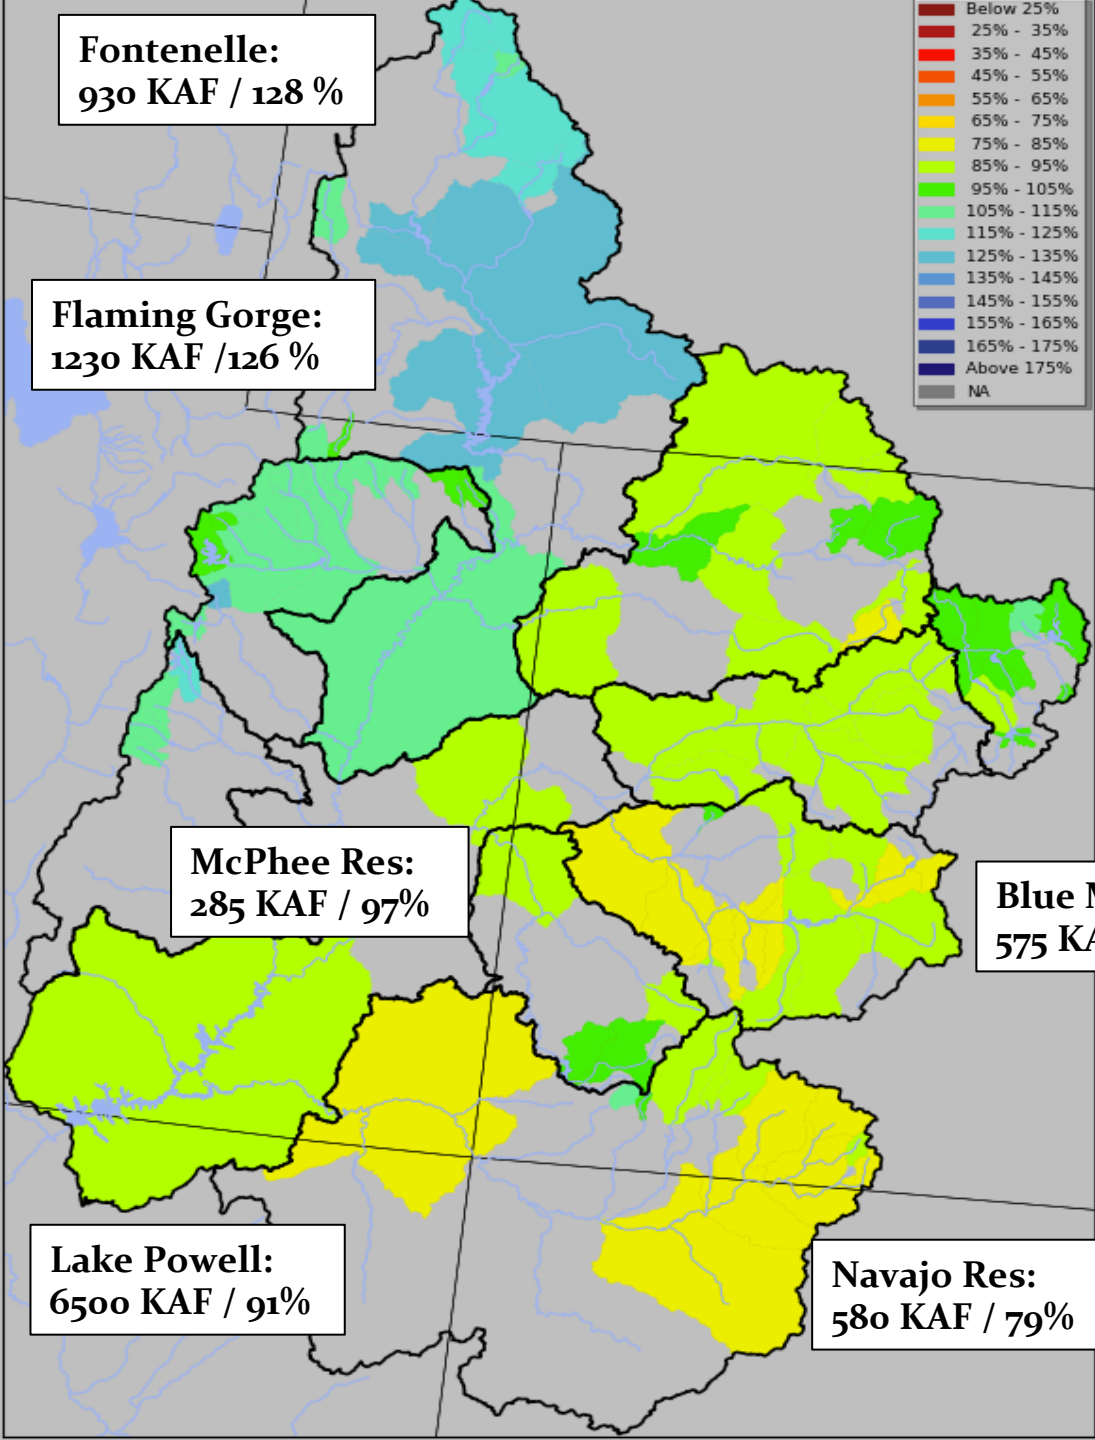 Fontenelle:
930 KAF / 128 %
Below 25%
25% - 35%
35% - 45%
45% - 55%
55% - 65%
65% - 75%
75% - 85%
85% - 95%
95% - 105%
105% - 115%
115% - 125%
125% - 135%
135% - 145%
145% - 155%
155% - 165%
165% - 175%
Above 175%
NA
Flaming Gorge:
1230 KAF /126 %
McPhee Res:
285 KAF / 97%
Blue
575
Lake Powell:
6500 KAF / 91%
Navajo Res:
580 KAF / 79%